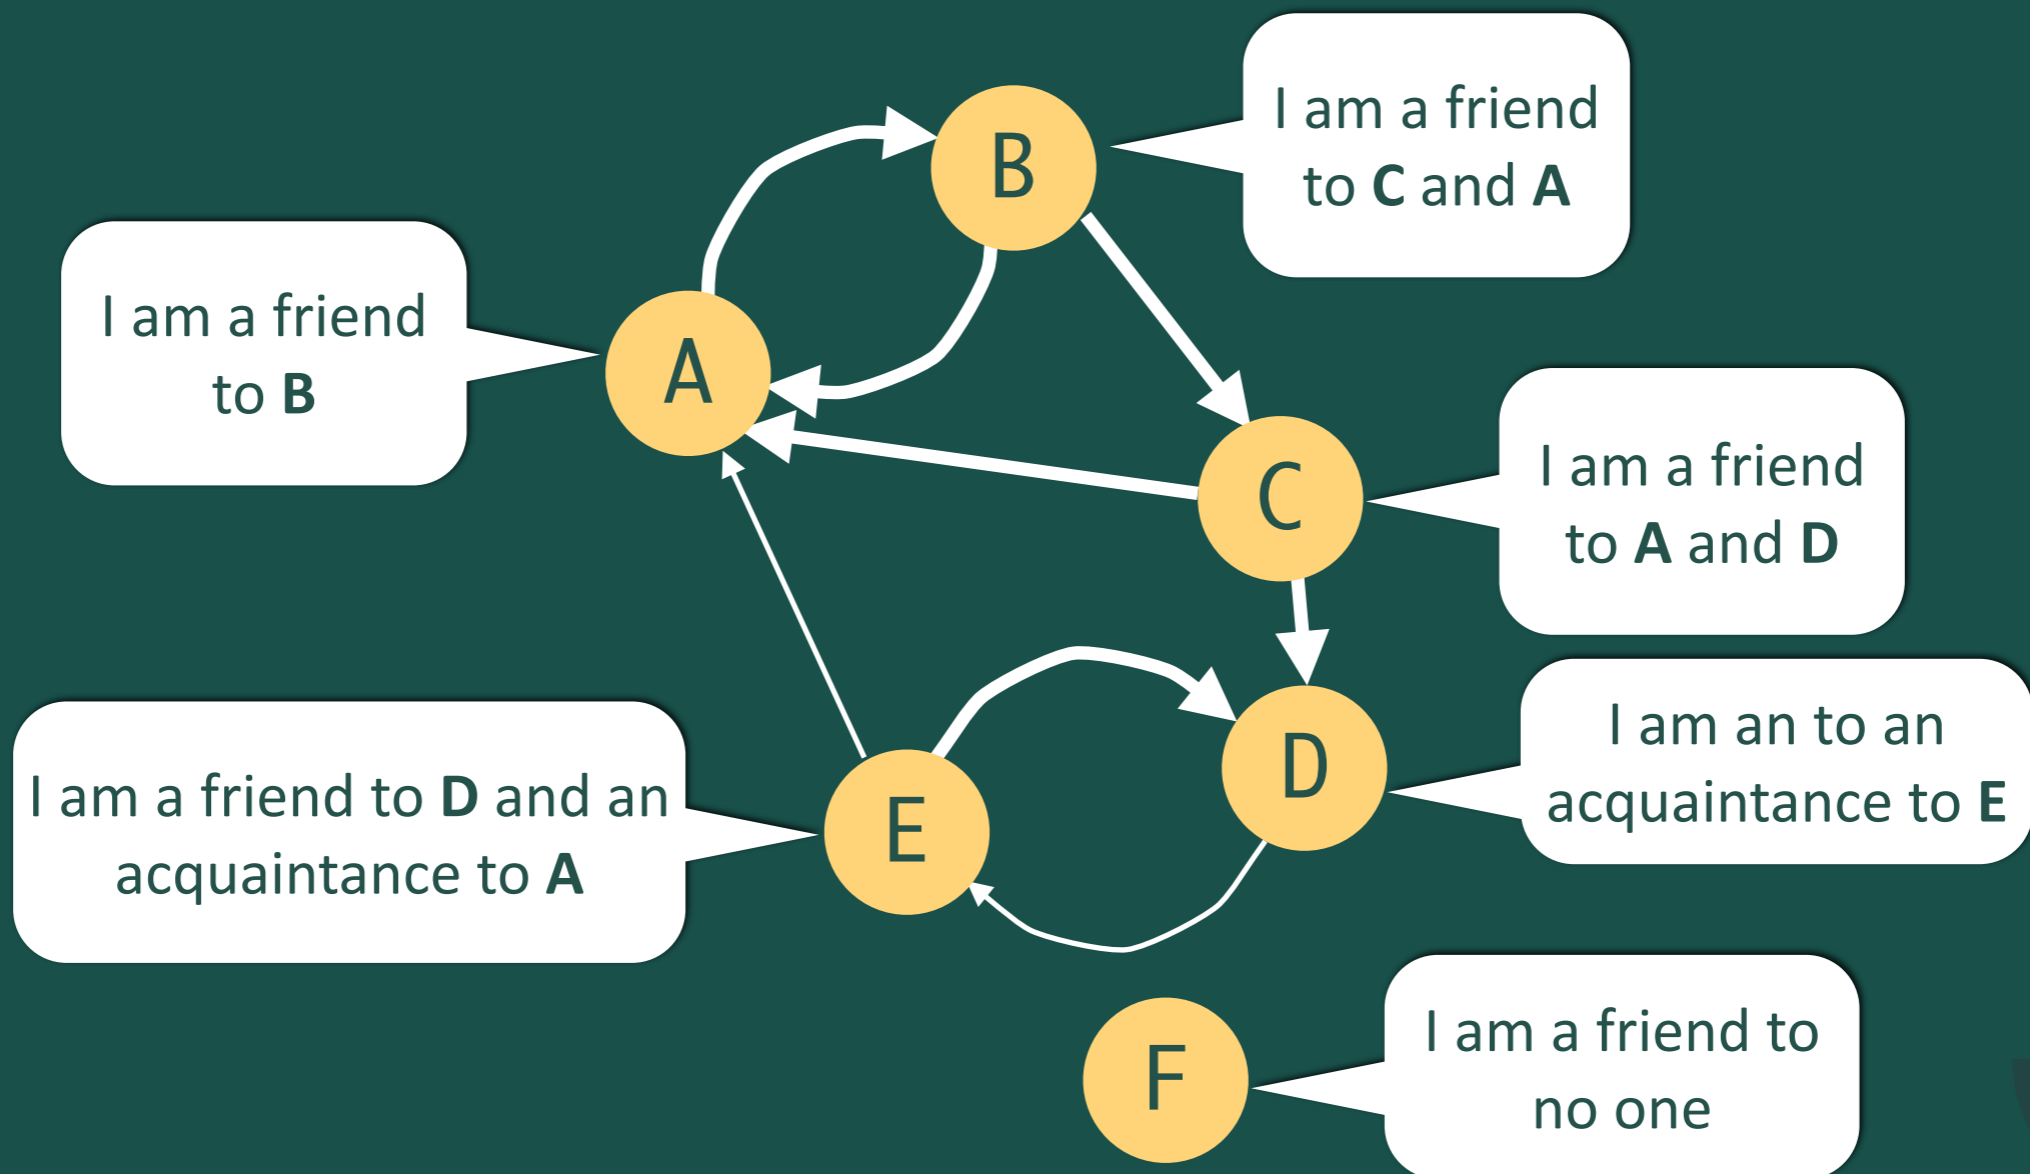 B
I am a friend
to C and A
I am a friend
to B
A
C
I am a friend
to A and D
I am a friend to D and an
acquaintance to A
E
D
I am an to an
acquaintance to E
F
I am a friend to
no one